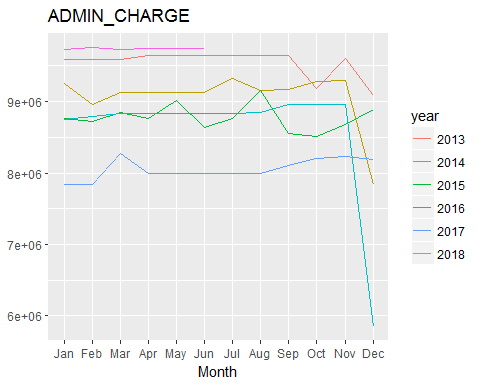 ADMIN_CHARGE
9e+06
8e+06
7e+06
6e+06
Jan Feb Mar Apr May Jun Jul Aug Sep Oct Nov Dec
Month
year
2013
2014
2015
2016
2017
2018